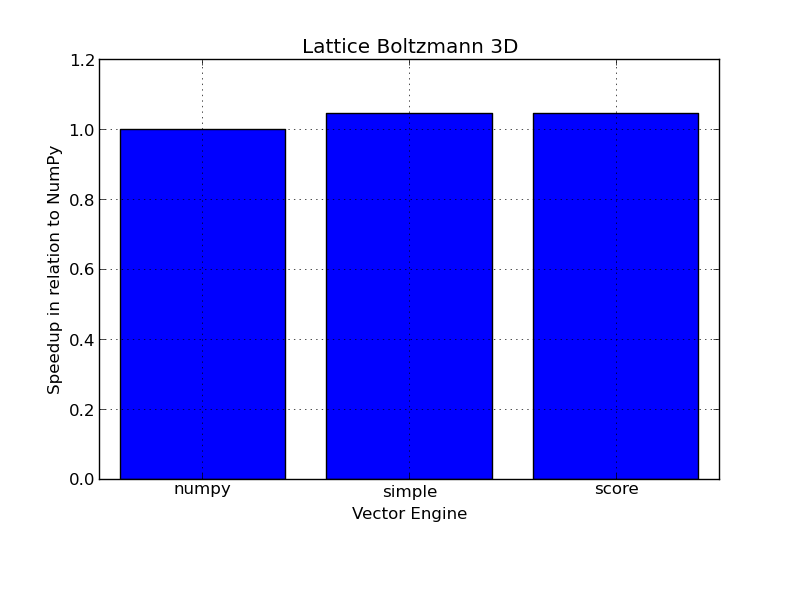 Lattice Boltzmann 3D
1.2
1.0
0.8
0.6
0.4
0.2
0.0
Speedup in relation to NumPy
numpy simple score
Vector Engine